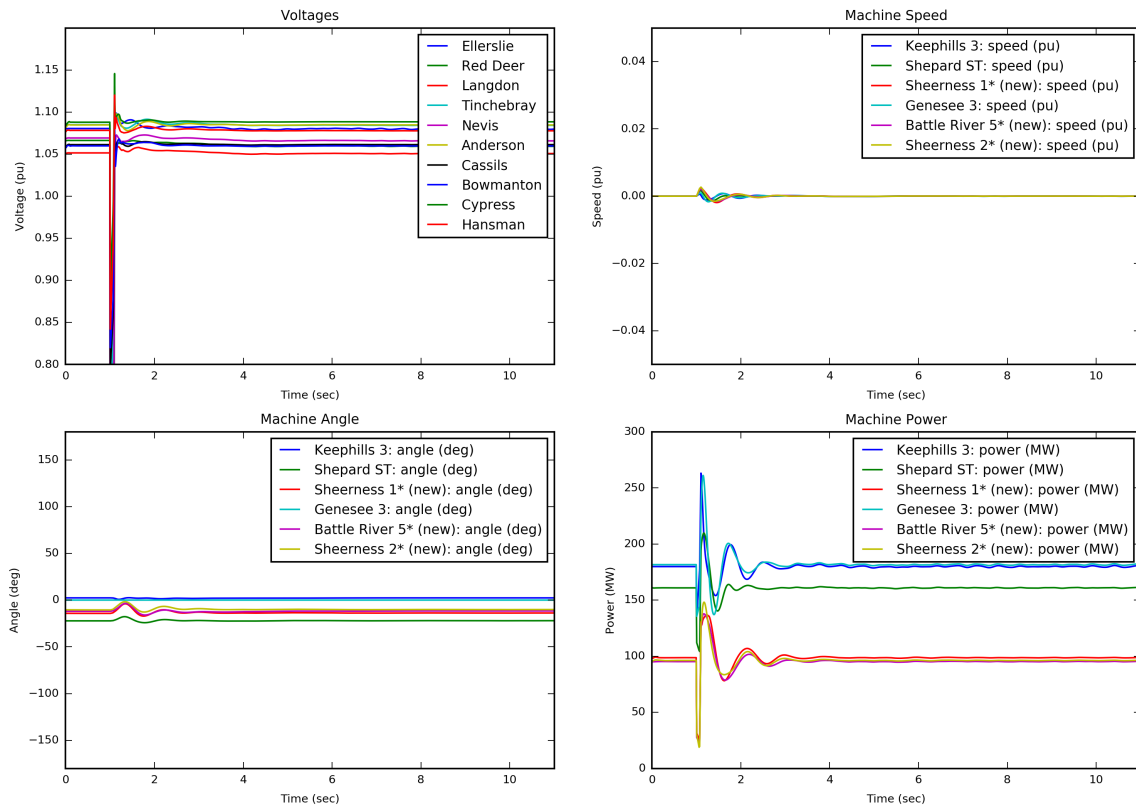 Voltages
1.15
1.10
1.05
1.00
0.95
0.90
0.85
0.80
Voltage (pu)
0
2
4
6
8
10
Time (sec)
Ellerslie
Red Deer
Langdon
Tinchebray
Nevis
Anderson
Cassils
Bowmanton
Cypress
Hansman
Machine Speed
0.04
0.02
0.00
−0.02
−0.04
Speed (pu)
0
2
4
6
8
10
Time (sec)
Keephills 3: speed (pu)
Shepard ST: speed (pu)
Sheerness 1* (new): speed (pu)
Genesee 3: speed (pu)
Battle River 5* (new): speed (pu)
Sheerness 2* (new): speed (pu)
Machine Angle
150
100
50
0
−50
−100
−150
Angle (deg)
0
2
4
6
8
10
Time (sec)
Keephills 3: angle (deg)
Shepard ST: angle (deg)
Sheerness 1* (new): angle (deg)
Genesee 3: angle (deg)
Battle River 5* (new): angle (deg)
Sheerness 2* (new): angle (deg)
Machine Power
300
250
200
150
100
50
0
Power (MW)
0
2
4
6
8
10
Time (sec)
Keephills 3: power (MW)
Shepard ST: power (MW)
Sheerness 1* (new): power (MW)
Genesee 3: power (MW)
Battle River 5* (new): power (MW)
Sheerness 2* (new): power (MW)